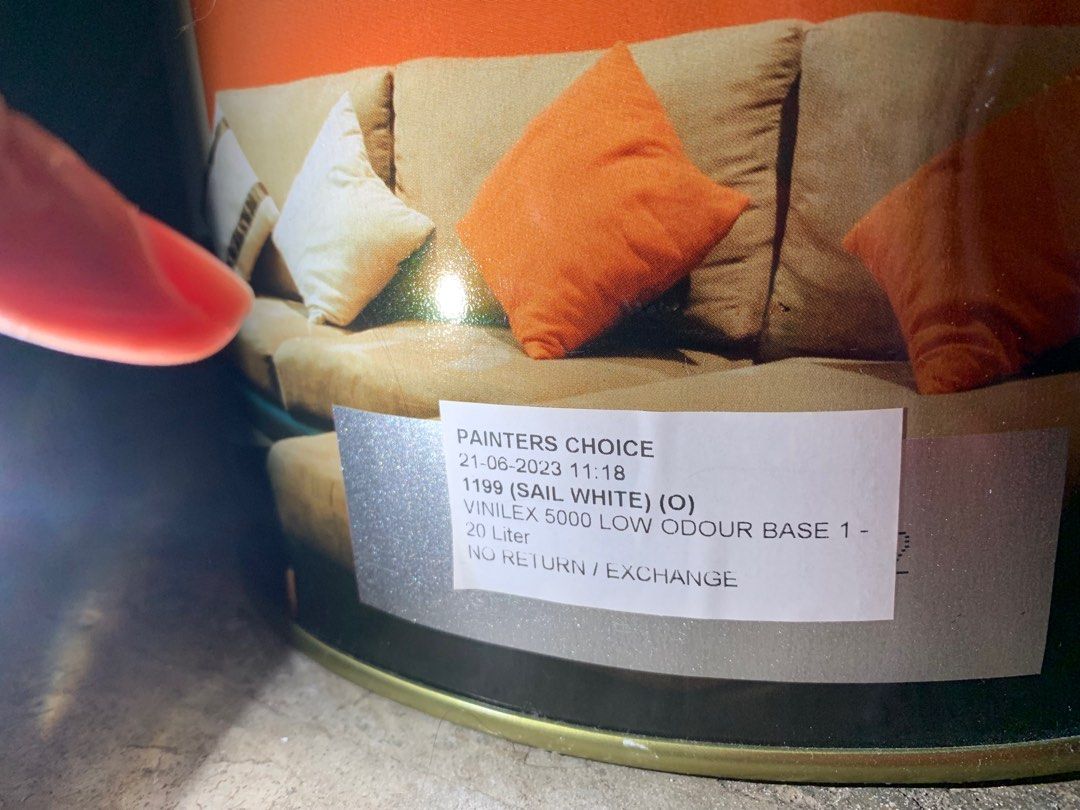 PAINTERS CHOICE
21-06-2023 11:18
1199 (SAIL WHITE) (O)
VINILEX 5000 LOW ODOUR BASE 1 -
20 Liter
NO RETURN / EXCHANGE